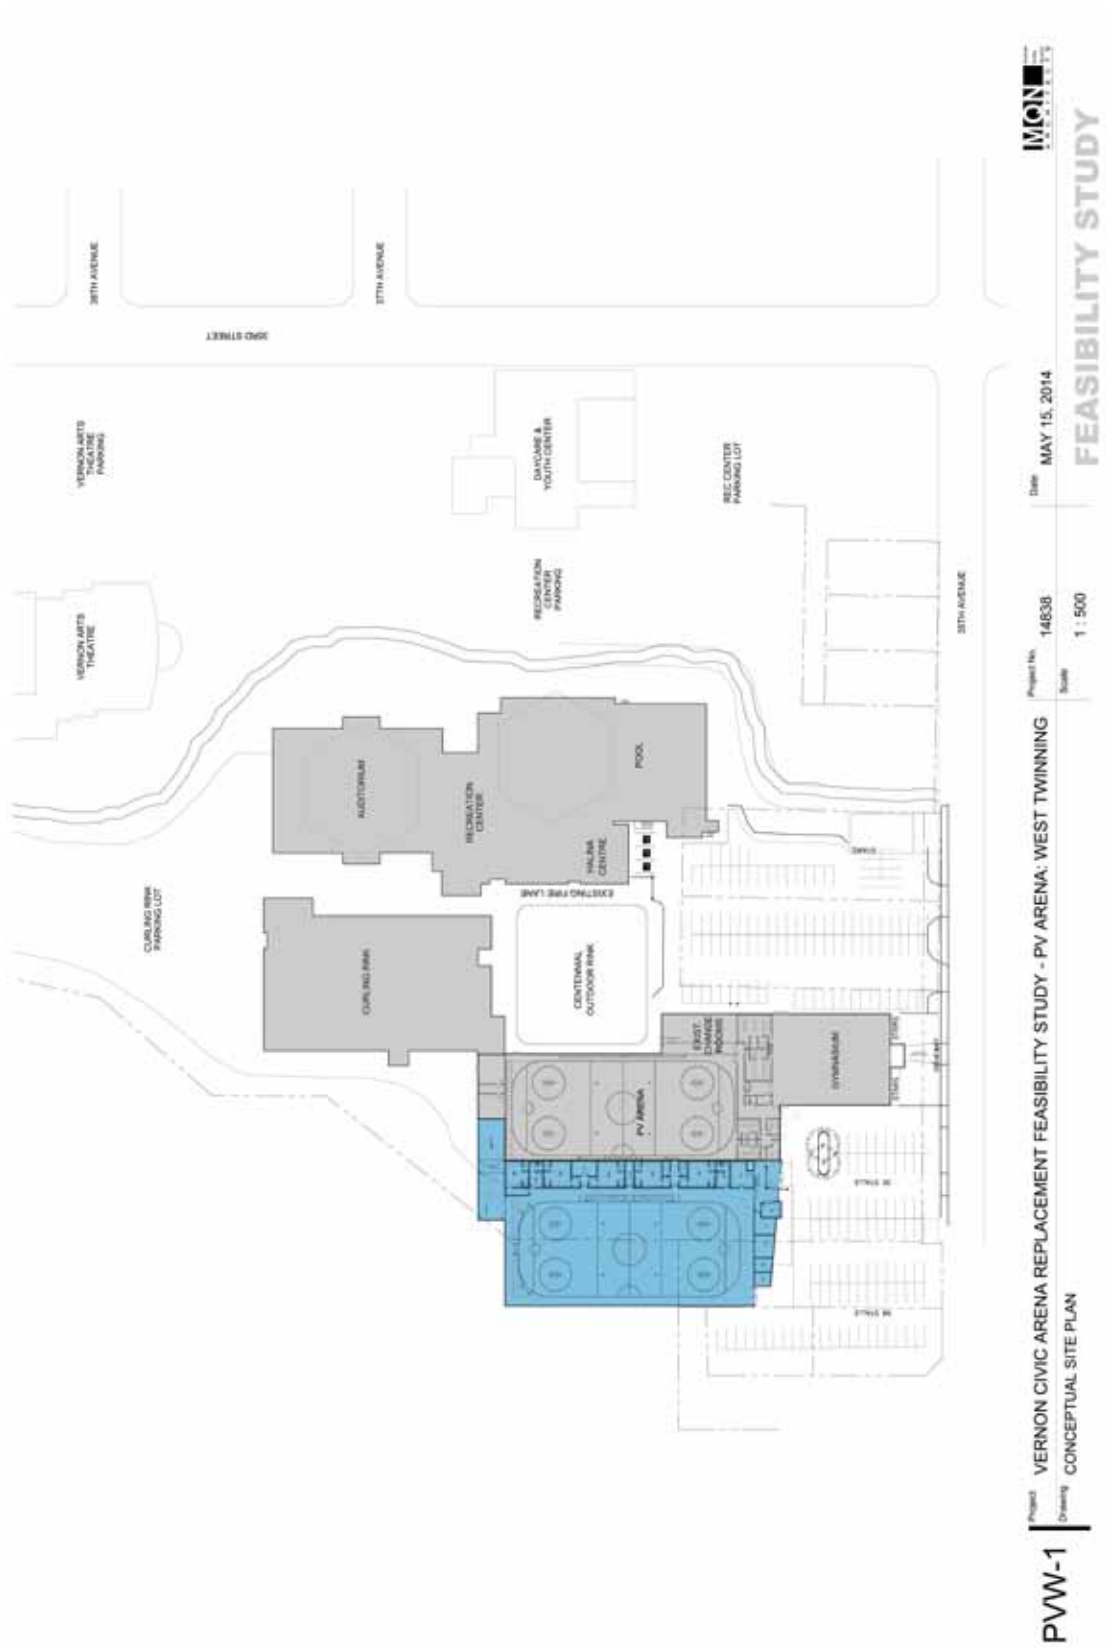 38TH AVENUE
37TH AVENUE
33RD STREET
VERNON ARTS
THEATRE
PARKING
DAYCARE &
YOUTH CENTER
REC CENTER
PARKING LOT
VERNON ARTS
THEATRE
RECREATION
CENTER
PARKING
35TH AVENUE
AUDITORIUM
RECREATION
CENTER
POOL
HALINA
CENTRE
EXISTING FIRE LANE
CURLING RINK
PARKING LOT
CURLING RINK
CENTENNIAL
OUTDOOR RINK
EXIST.
CHANGE
ROOMS
GYMNASIUM
STAIRS
PV ARENA
MQN
ARCHITECTS
FEASIBILITY STUDY
PVW-1
Project
VERNON CIVIC ARENA REPLACEMENT FEASIBILITY STUDY - PV ARENA: WEST TWINNING
Drawing
CONCEPTUAL SITE PLAN
Project No.
14838
Scale
1 : 500
Date
MAY 15, 2014